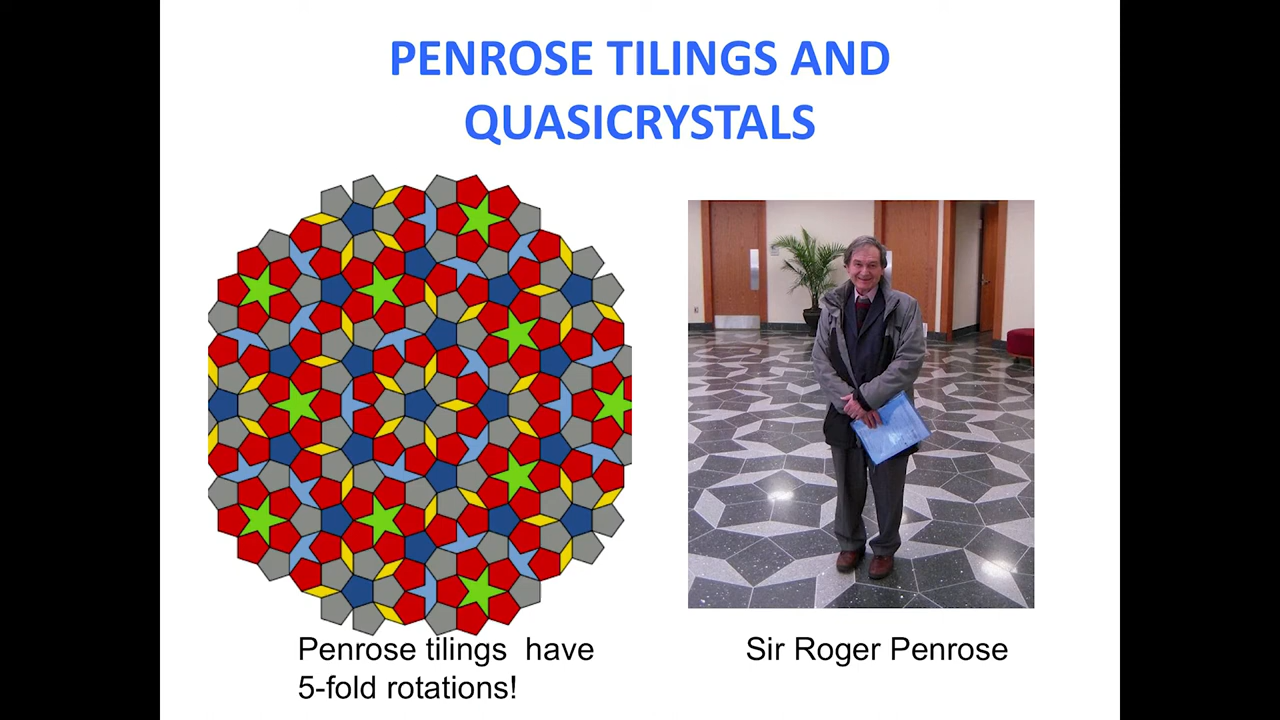 PENROSE TILINGS AND
QUASICRYSTALS
Penrose tilings have
5-fold rotations!
Sir Roger Penrose